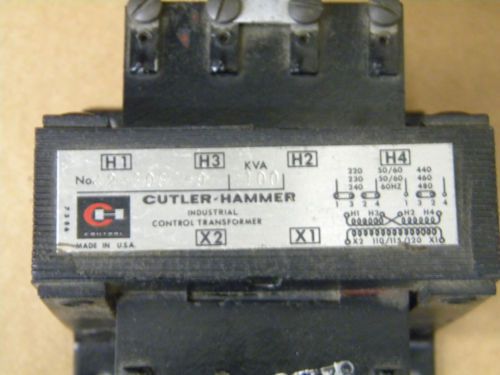 H1 H3 KVA H2 H4
No. 100
CUTLER-HAMMER
INDUSTRIAL
CONTROL TRANSFORMER
X2 X1
C H
CONTROL
MADE IN U.S.A.
7386
220 50/60 440
230 50/60 460
240 60HZ 480
1 3 2 4 1 3 2 4
H1 H3 H2 H4
X2 110/115/120 X1